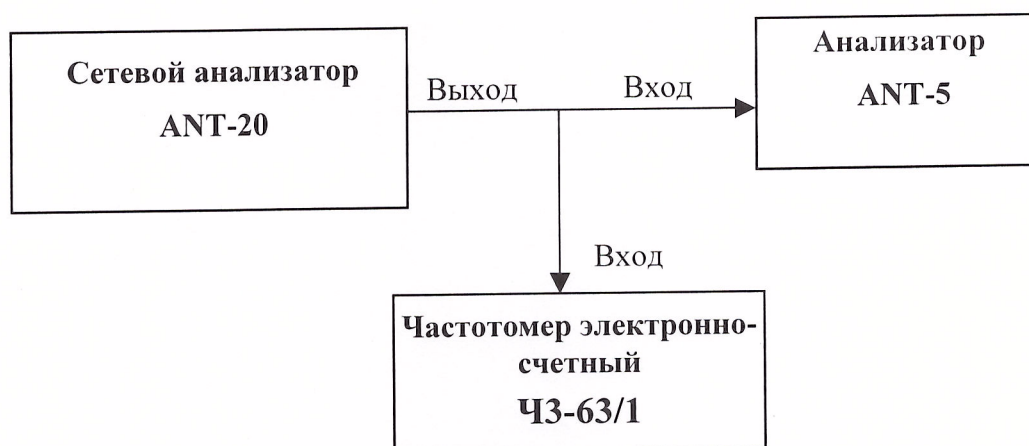 Сетевой анализатор
ANT-20
Выход
Вход
Анализатор
ANT-5
Вход
Частотомер электронно-
счетный
Ч3-63/1